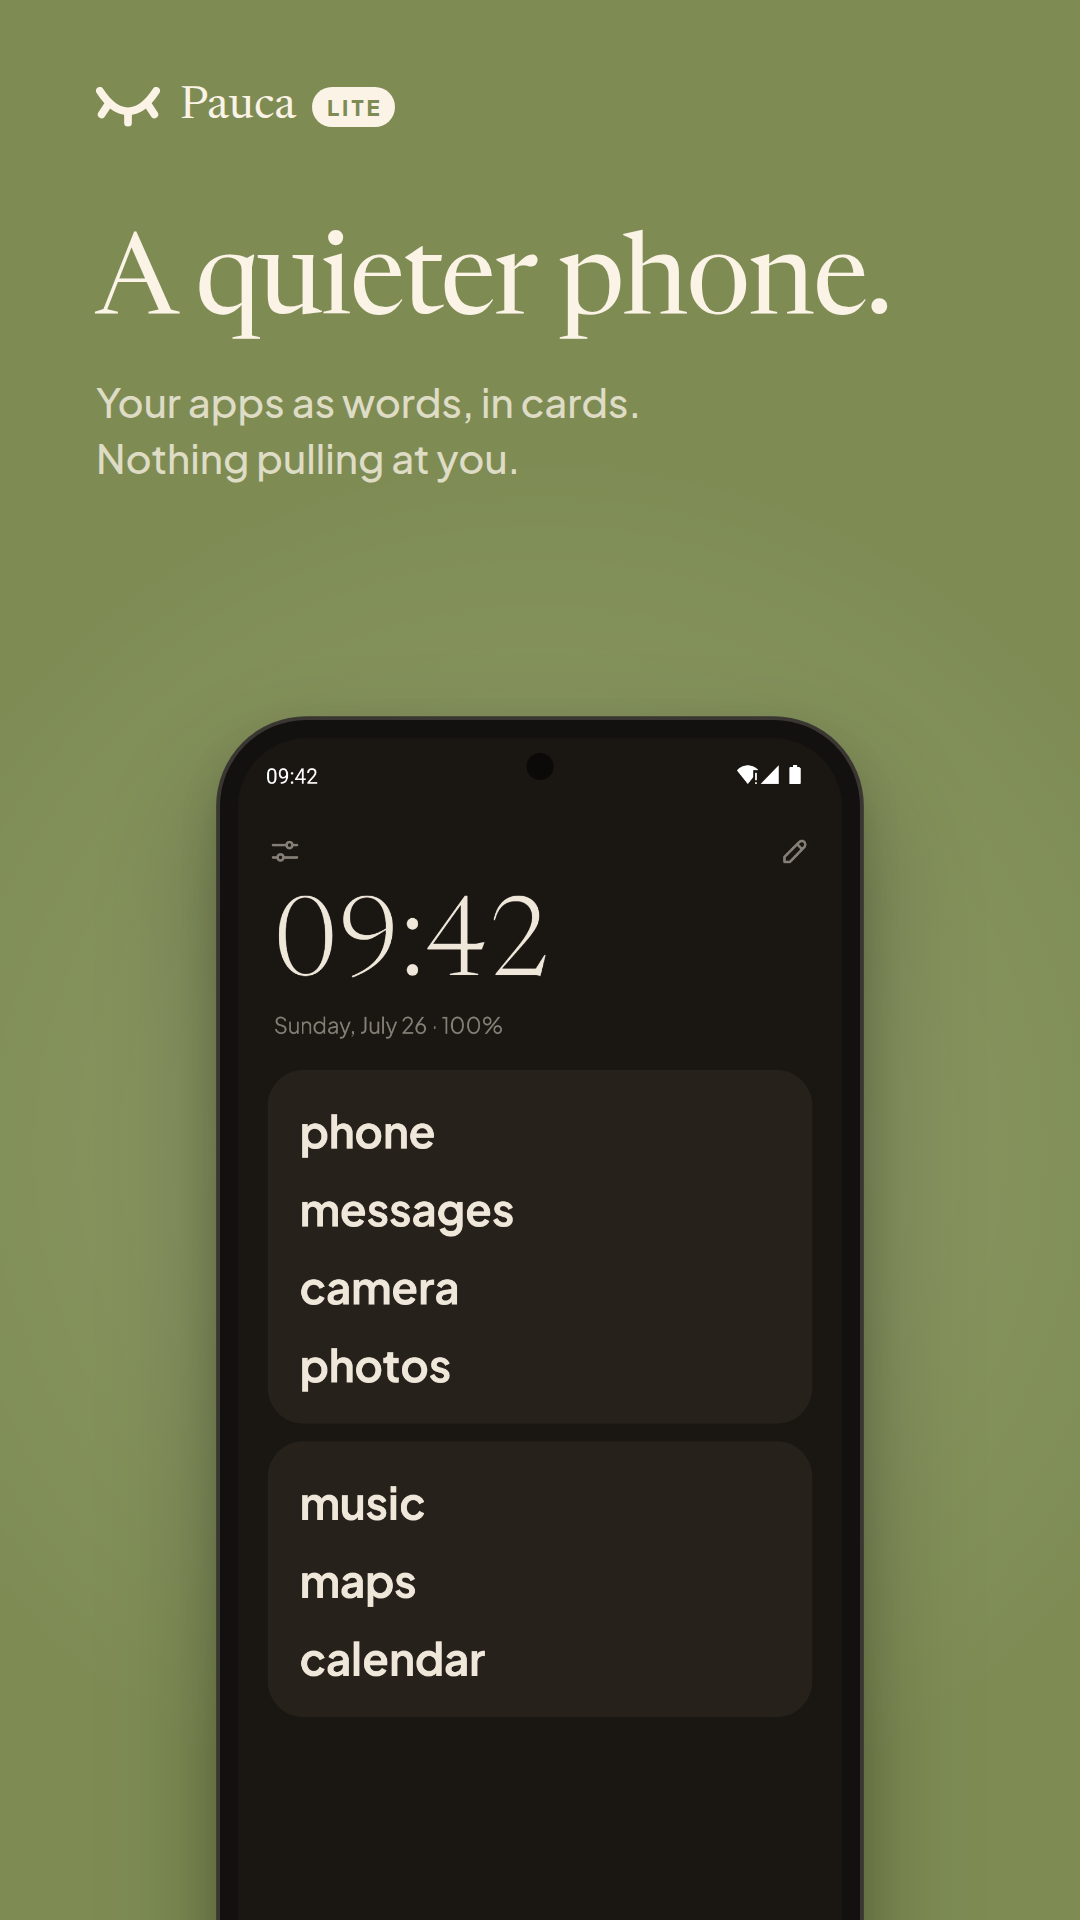 Pauca LITE
A quieter phone.
Your apps as words, in cards.
Nothing pulling at you.
09:42
09:42
Sunday, July 26 · 100%
phone
messages
camera
photos
music
maps
calendar